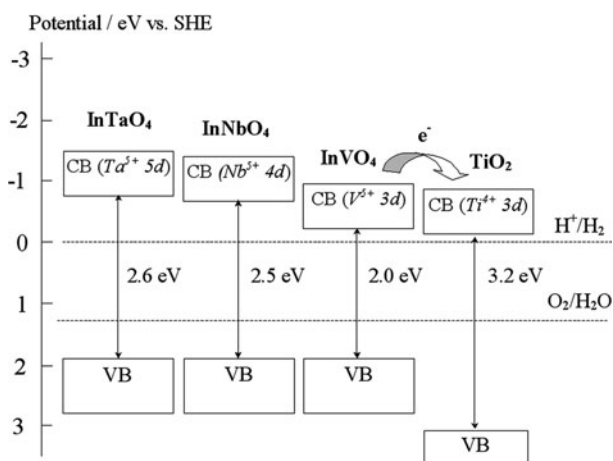 Potential / eV vs. SHE
-3
-2
-1
0
1
2
3
InTaO₄
InNbO₄
InVO₄
e⁻
TiO₂
CB (Ta⁵⁺ 5d)
CB (Nb⁵⁺ 4d)
CB (V⁵⁺ 3d)
CB (Ti⁴⁺ 3d)
H⁺/H₂
2.6 eV
2.5 eV
2.0 eV
3.2 eV
O₂/H₂O
VB
VB
VB
VB